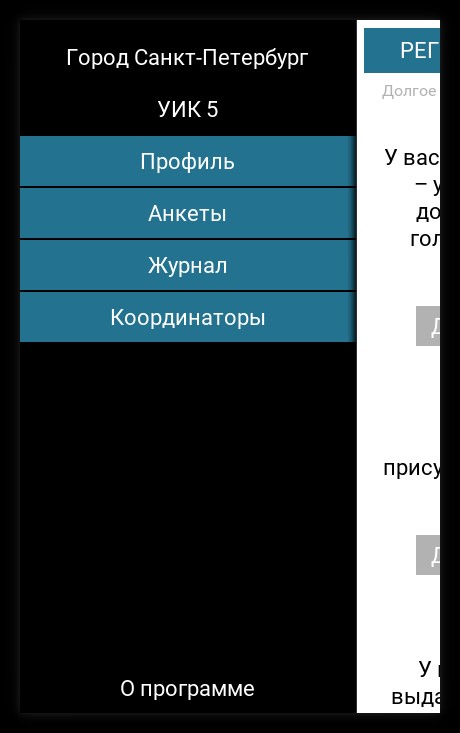 Город Санкт-Петербург
УИК 5
Профиль
Анкеты
Журнал
Координаторы
О программе
РЕГ
Долгое
У вас
– у
до
гол
Д
прису
Д
У
выда